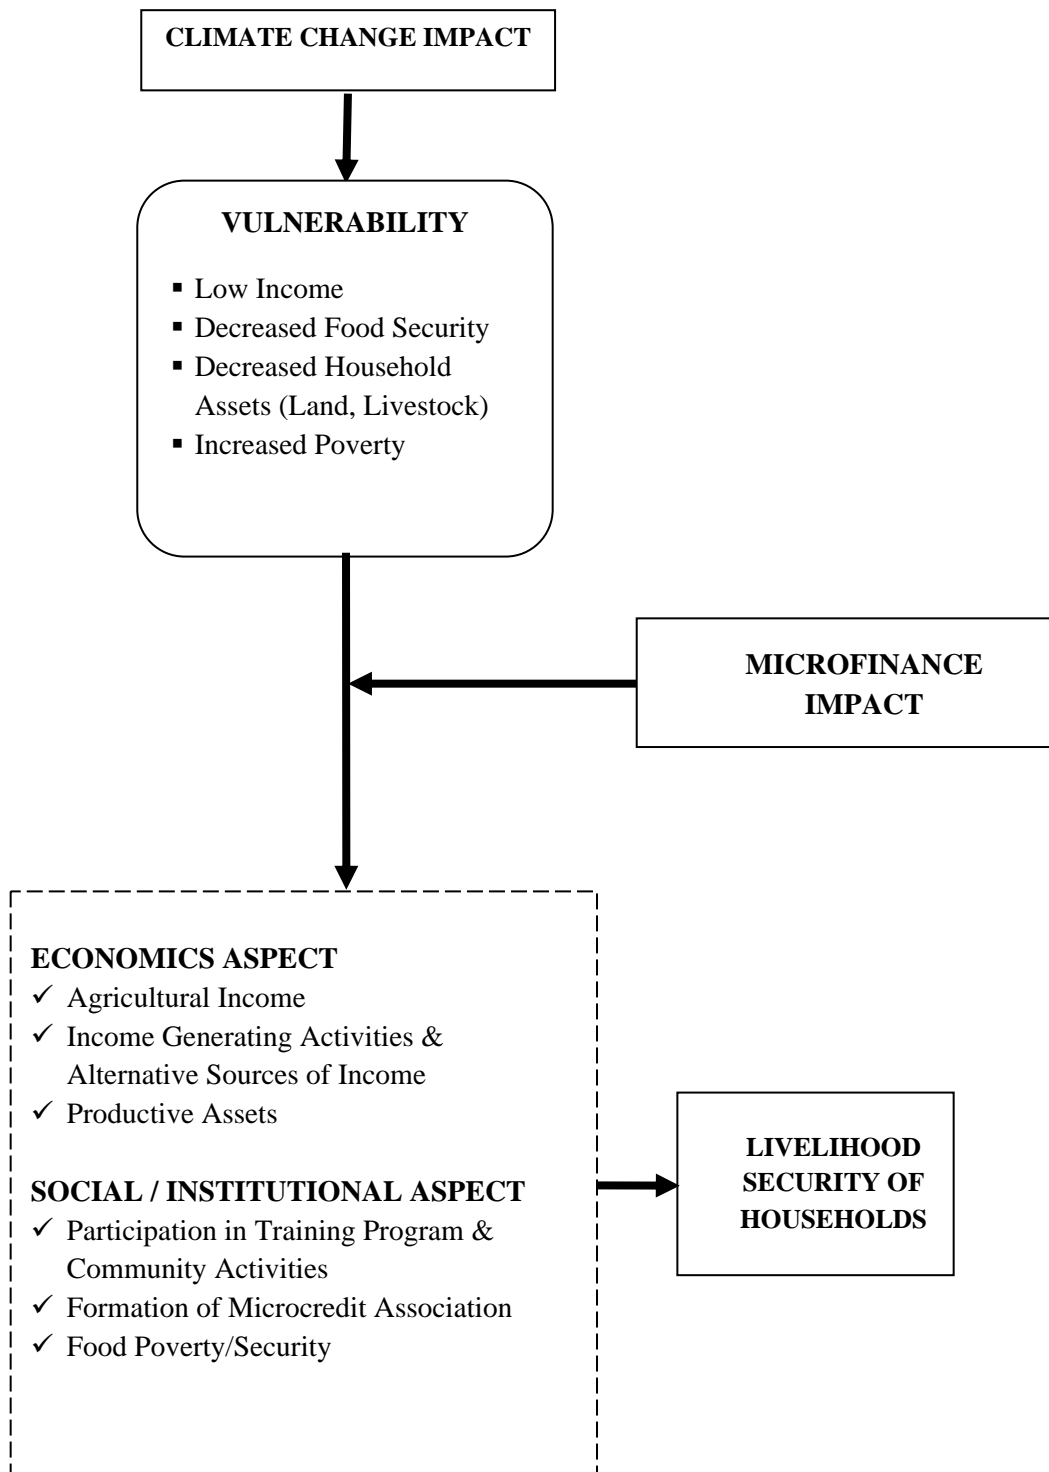 CLIMATE CHANGE IMPACT
VULNERABILITY
▪ Low Income
▪ Decreased Food Security
▪ Decreased Household
Assets (Land, Livestock)
▪ Increased Poverty
MICROFINANCE
IMPACT
ECONOMICS ASPECT
✓ Agricultural Income
✓ Income Generating Activities &
Alternative Sources of Income
✓ Productive Assets
SOCIAL / INSTITUTIONAL ASPECT
✓ Participation in Training Program &
Community Activities
✓ Formation of Microcredit Association
✓ Food Poverty/Security
LIVELIHOOD
SECURITY OF
HOUSEHOLDS